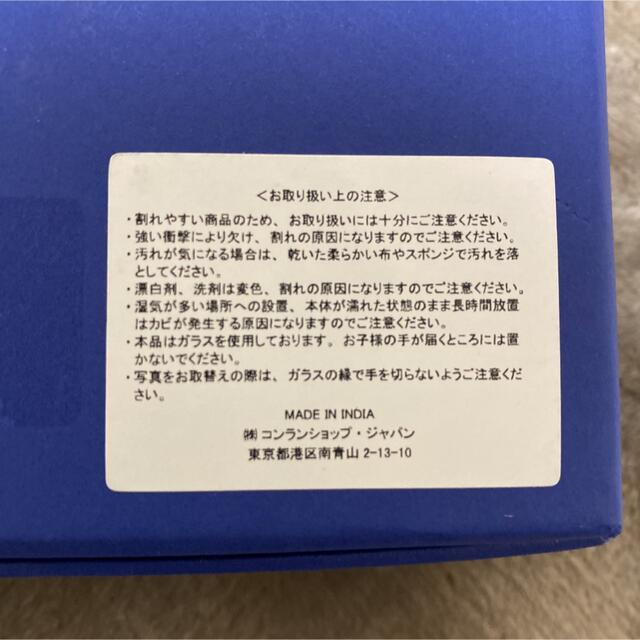 <お取り扱い上の注意>
・割れやすい商品のため、お取り扱いには十分にご注意ください。
・強い衝撃により欠け、割れの原因になりますのでご注意ください。
・汚れが気になる場合は、乾いた柔らかい布やスポンジで汚れを落
としてください。
・漂白剤、洗剤は変色、割れの原因になりますのでご注意ください。
・湿気が多い場所への設置、本体が濡れた状態のまま長時間放置
はカビが発生する原因になりますのでご注意ください。
・本品はガラスを使用しております。お子様の手が届くところには置
かないでください。
・写真をお取替えの際は、ガラスの縁で手を切らないようご注意くだ
さい。
MADE IN INDIA
㈱ コンランショップ・ジャパン
東京都港区南青山 2-13-10